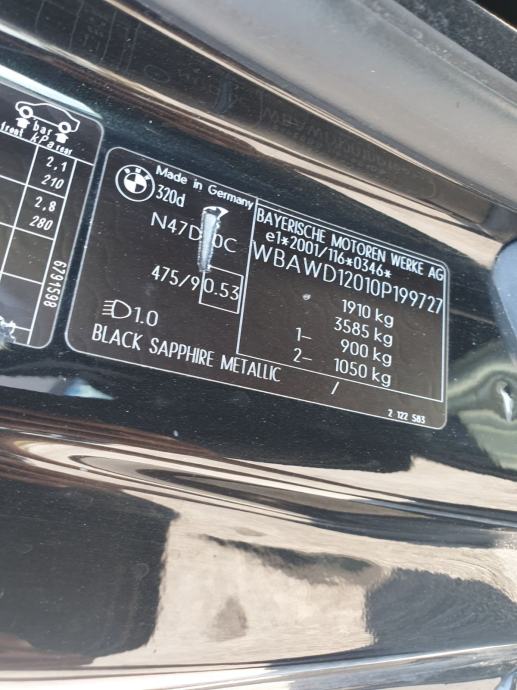 bar
front kPa rear
2,1
210
2,8
280
6791598
BMW
Made in Germany
320d
475/9 0.53
1.0
BLACK SAPPHIRE METALLIC /
BAYERISCHE MOTOREN WERKE AG
e1*2001/116*0346*
WBAWD12010P199727
1910 kg
3585 kg
1– 900 kg
2– 1050 kg
2 122 583